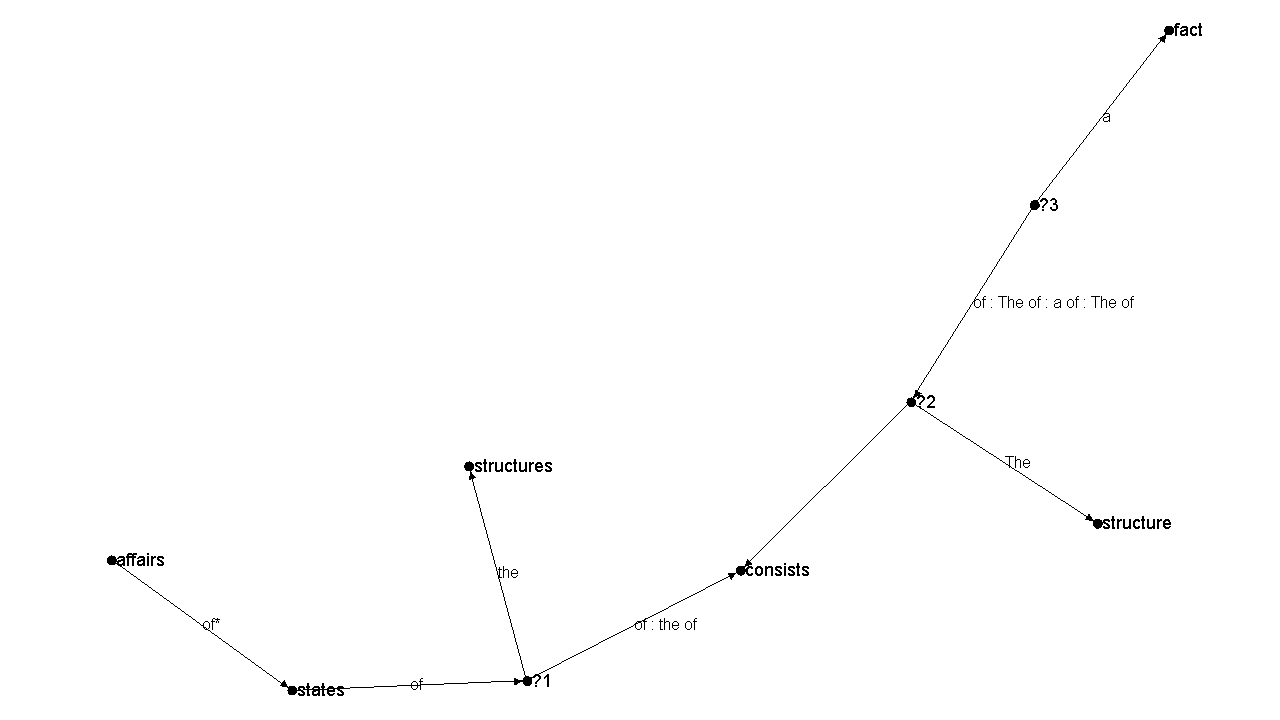 fact
a
?3
of : The of : a of : The of
?2
The
structures
structure
the
affairs
consists
of*
of : the of
of
?1
states